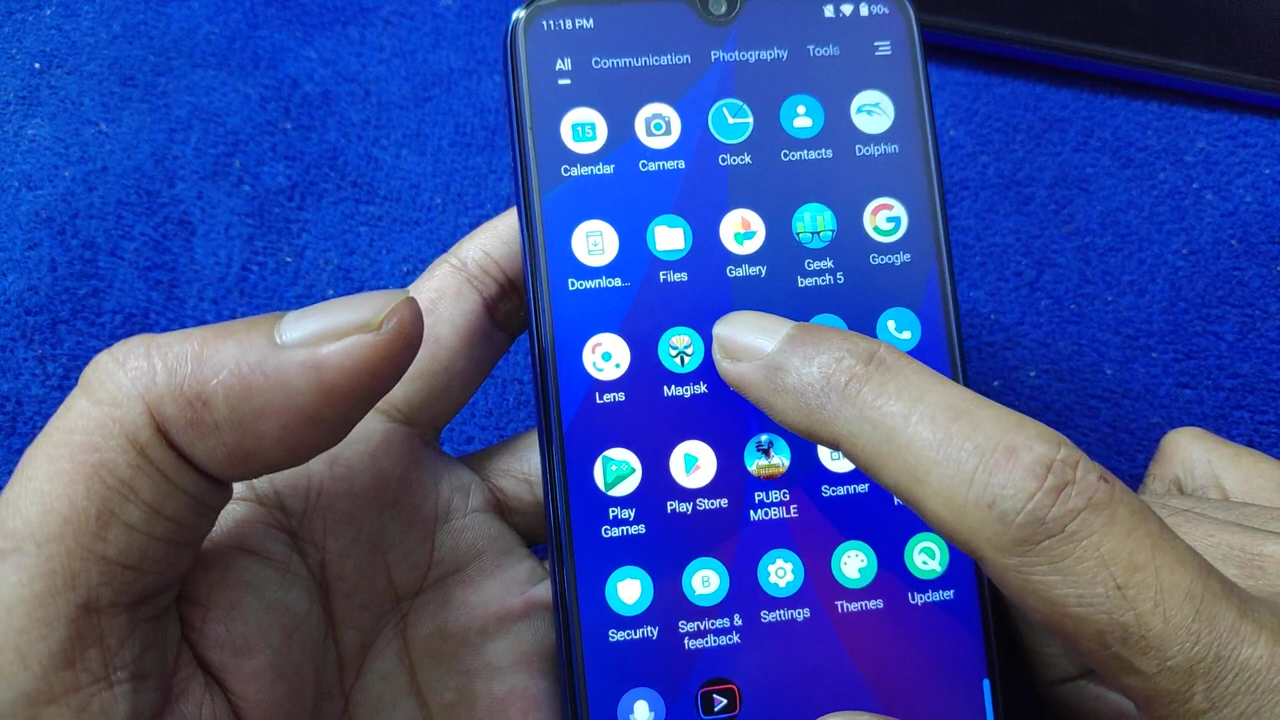 11:18 PM
90%
All Communication Photography Tools
15
Calendar Camera Clock Contacts Dolphin
Downloa... Files Gallery Geek bench 5 Google
Lens Magisk
Play Games Play Store PUBG MOBILE Scanner
B
Security Services & feedback Settings Themes Updater